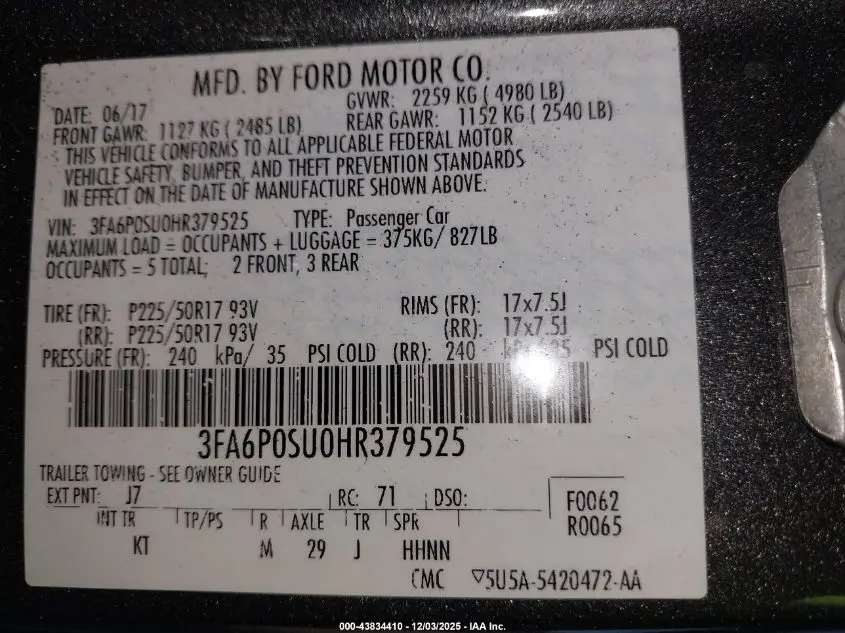 MFD. BY FORD MOTOR CO.
DATE: 06/17 GVWR: 2259 KG ( 4980 LB)
FRONT GAWR: 1127 KG ( 2485 LB) REAR GAWR: 1152 KG ( 2540 LB)
THIS VEHICLE CONFORMS TO ALL APPLICABLE FEDERAL MOTOR
VEHICLE SAFETY, BUMPER, AND THEFT PREVENTION STANDARDS
IN EFFECT ON THE DATE OF MANUFACTURE SHOWN ABOVE.
VIN: 3FA6P0SU0HR379525 TYPE: Passenger Car
MAXIMUM LOAD = OCCUPANTS + LUGGAGE = 375KG/ 827LB
OCCUPANTS = 5 TOTAL; 2 FRONT, 3 REAR
TIRE (FR): P225/50R17 93V RIMS (FR): 17x7.5J
(RR): P225/50R17 93V (RR): 17x7.5J
PRESSURE (FR): 240 kPa/ 35 PSI COLD (RR): 240 PSI COLD
3FA6P0SU0HR379525
TRAILER TOWING - SEE OWNER GUIDE
EXT PNT: J7 RC: 71 DSO: F0062
INT TR TP/PS R AXLE TR SPR R0065
KT M 29 J HHNN
CMC ▽5U5A-5420472-AA
000-43834410 - 12/03/2025 - IAA Inc.